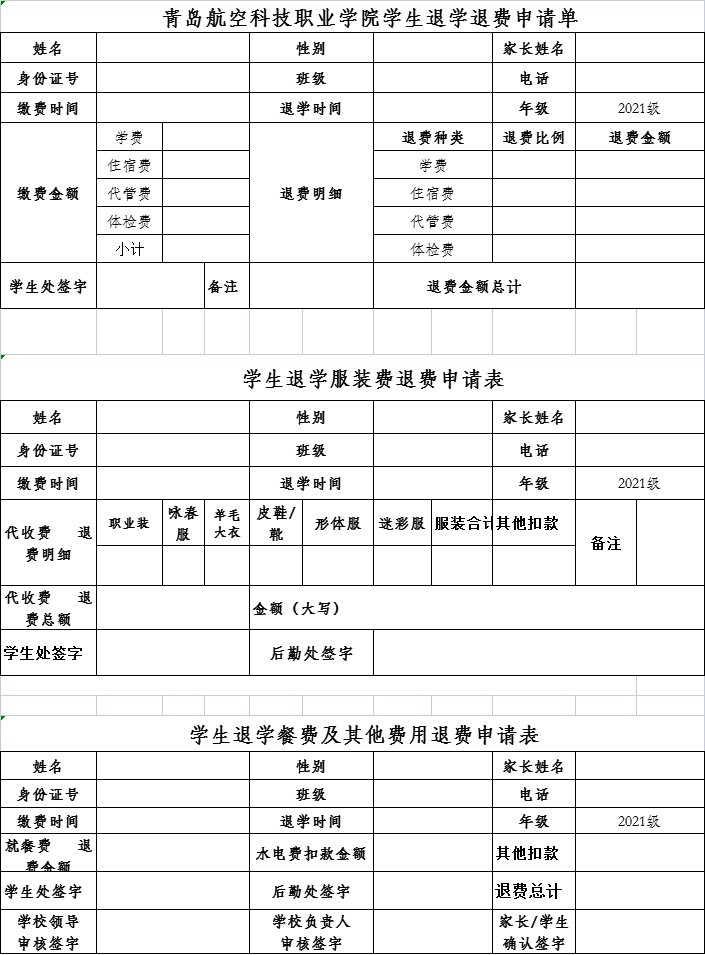 青岛航空科技职业学院学生退学退费申请单
姓名 性别 家长姓名
身份证号 班级 电话
缴费时间 退学时间 年级 2021级
缴费金额 学费 退费明细 退费种类 退费比例 退费金额
住宿费 学费
代管费 住宿费
体检费 代管费
小计 体检费
学生处签字 备注 退费金额总计
学生退学服装费退费申请表
姓名 性别 家长姓名
身份证号 班级 电话
缴费时间 退学时间 年级 2021级
代收费 退
费明细
职业装
咏春
服
羊毛
大衣
皮鞋/
靴
形体服
迷彩服
服装合计
其他扣款
备注
代收费 退
费总额
金额（大写）
学生处签字 后勤处签字
学生退学餐费及其他费用退费申请表
姓名 性别 家长姓名
身份证号 班级 电话
缴费时间 退学时间 年级 2021级
就餐费 退
费金额
水电费扣款金额 其他扣款
学生处签字 后勤处签字 退费总计
学校领导
审核签字
学校负责人
审核签字
家长/学生
确认签字